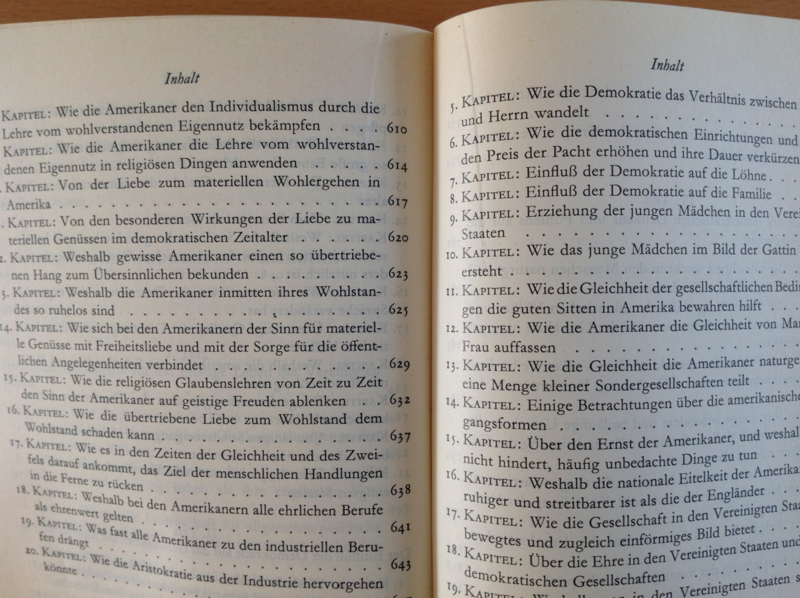 Inhalt
KAPITEL: Wie die Amerikaner den Individualismus durch die
Lehre vom wohlverstandenen Eigennutz bekämpfen . . . . 610
KAPITEL: Wie die Amerikaner die Lehre vom wohlverstan-
denen Eigennutz in religiösen Dingen anwenden . . . . 614
KAPITEL: Von der Liebe zum materiellen Wohlergehen in
Amerika . . . . . . . . . . . . . . . . . . 617
KAPITEL: Von den besonderen Wirkungen der Liebe zu ma-
teriellen Genüssen im demokratischen Zeitalter . . . . . 620
2. KAPITEL: Weshalb gewisse Amerikaner einen so übertriebe-
nen Hang zum Übersinnlichen bekunden . . . . . . . . 623
3. KAPITEL: Weshalb die Amerikaner inmitten ihres Wohlstan-
des so ruhelos sind . . . . . . . . . . . . . . . 625
14. KAPITEL: Wie sich bei den Amerikanern der Sinn für materiel-
le Genüsse mit Freiheitsliebe und mit der Sorge für die öffent-
lichen Angelegenheiten verbindet . . . . . . . . . . 629
15. KAPITEL: Wie die religiösen Glaubenslehren von Zeit zu Zeit
den Sinn der Amerikaner auf geistige Freuden ablenken . . 632
16. KAPITEL: Wie die übertriebene Liebe zum Wohlstand dem
Wohlstand schaden kann . . . . . . . . . . . . . 637
17. KAPITEL: Wie es in den Zeiten der Gleichheit und des Zwei-
fels darauf ankommt, das Ziel der menschlichen Handlungen
in die Ferne zu rücken . . . . . . . . . . . . . . 638
18. KAPITEL: Weshalb bei den Amerikanern alle ehrlichen Berufe
als ehrenwert gelten . . . . . . . . . . . . . . . 641
19. KAPITEL: Was fast alle Amerikaner zu den industriellen Beru-
fen drängt . . . . . . . . . . . . . . . . . . 643
20. KAPITEL: Wie die Aristokratie aus der Industrie hervorgehen
könnte . . . . . . . . . . . . . . . . . .
Inhalt
5. KAPITEL: Wie die Demokratie das Verhältnis zwischen
und Herrn wandelt . . . . . . . . . . .
6. KAPITEL: Wie die demokratischen Einrichtungen und
den Preis der Pacht erhöhen und ihre Dauer verkürzen
7. KAPITEL: Einfluß der Demokratie auf die Löhne .
8. KAPITEL: Einfluß der Demokratie auf die Familie .
9. KAPITEL: Erziehung der jungen Mädchen in den Verei
Staaten . . . . . . . . . . . . . . . .
10. KAPITEL: Wie das junge Mädchen im Bild der Gattin
ersteht . . . . . . . . . . . . . . . .
11. KAPITEL: Wie die Gleichheit der gesellschaftlichen Bedi
gen die guten Sitten in Amerika bewahren hilft . .
12. KAPITEL: Wie die Amerikaner die Gleichheit von Ma
Frau auffassen . . . . . . . . . . . . .
13. KAPITEL: Wie die Gleichheit die Amerikaner naturge
eine Menge kleiner Sondergesellschaften teilt . . .
14. KAPITEL: Einige Betrachtungen über die amerikanische
gangsformen . . . . . . . . . . . . . .
15. KAPITEL: Über den Ernst der Amerikaner, und weshal
nicht hindert, häufig unbedachte Dinge zu tun . . .
16. KAPITEL: Weshalb die nationale Eitelkeit der Amerika
ruhiger und streitbarer ist als die der Engländer . .
17. KAPITEL: Wie die Gesellschaft in den Vereinigten Staat
bewegtes und zugleich einförmiges Bild bietet . . .
18. KAPITEL: Über die Ehre in den Vereinigten Staaten und
demokratischen Gesellschaften . . . . . . . .
19. KAPITEL: in den Vereinigten Staaten